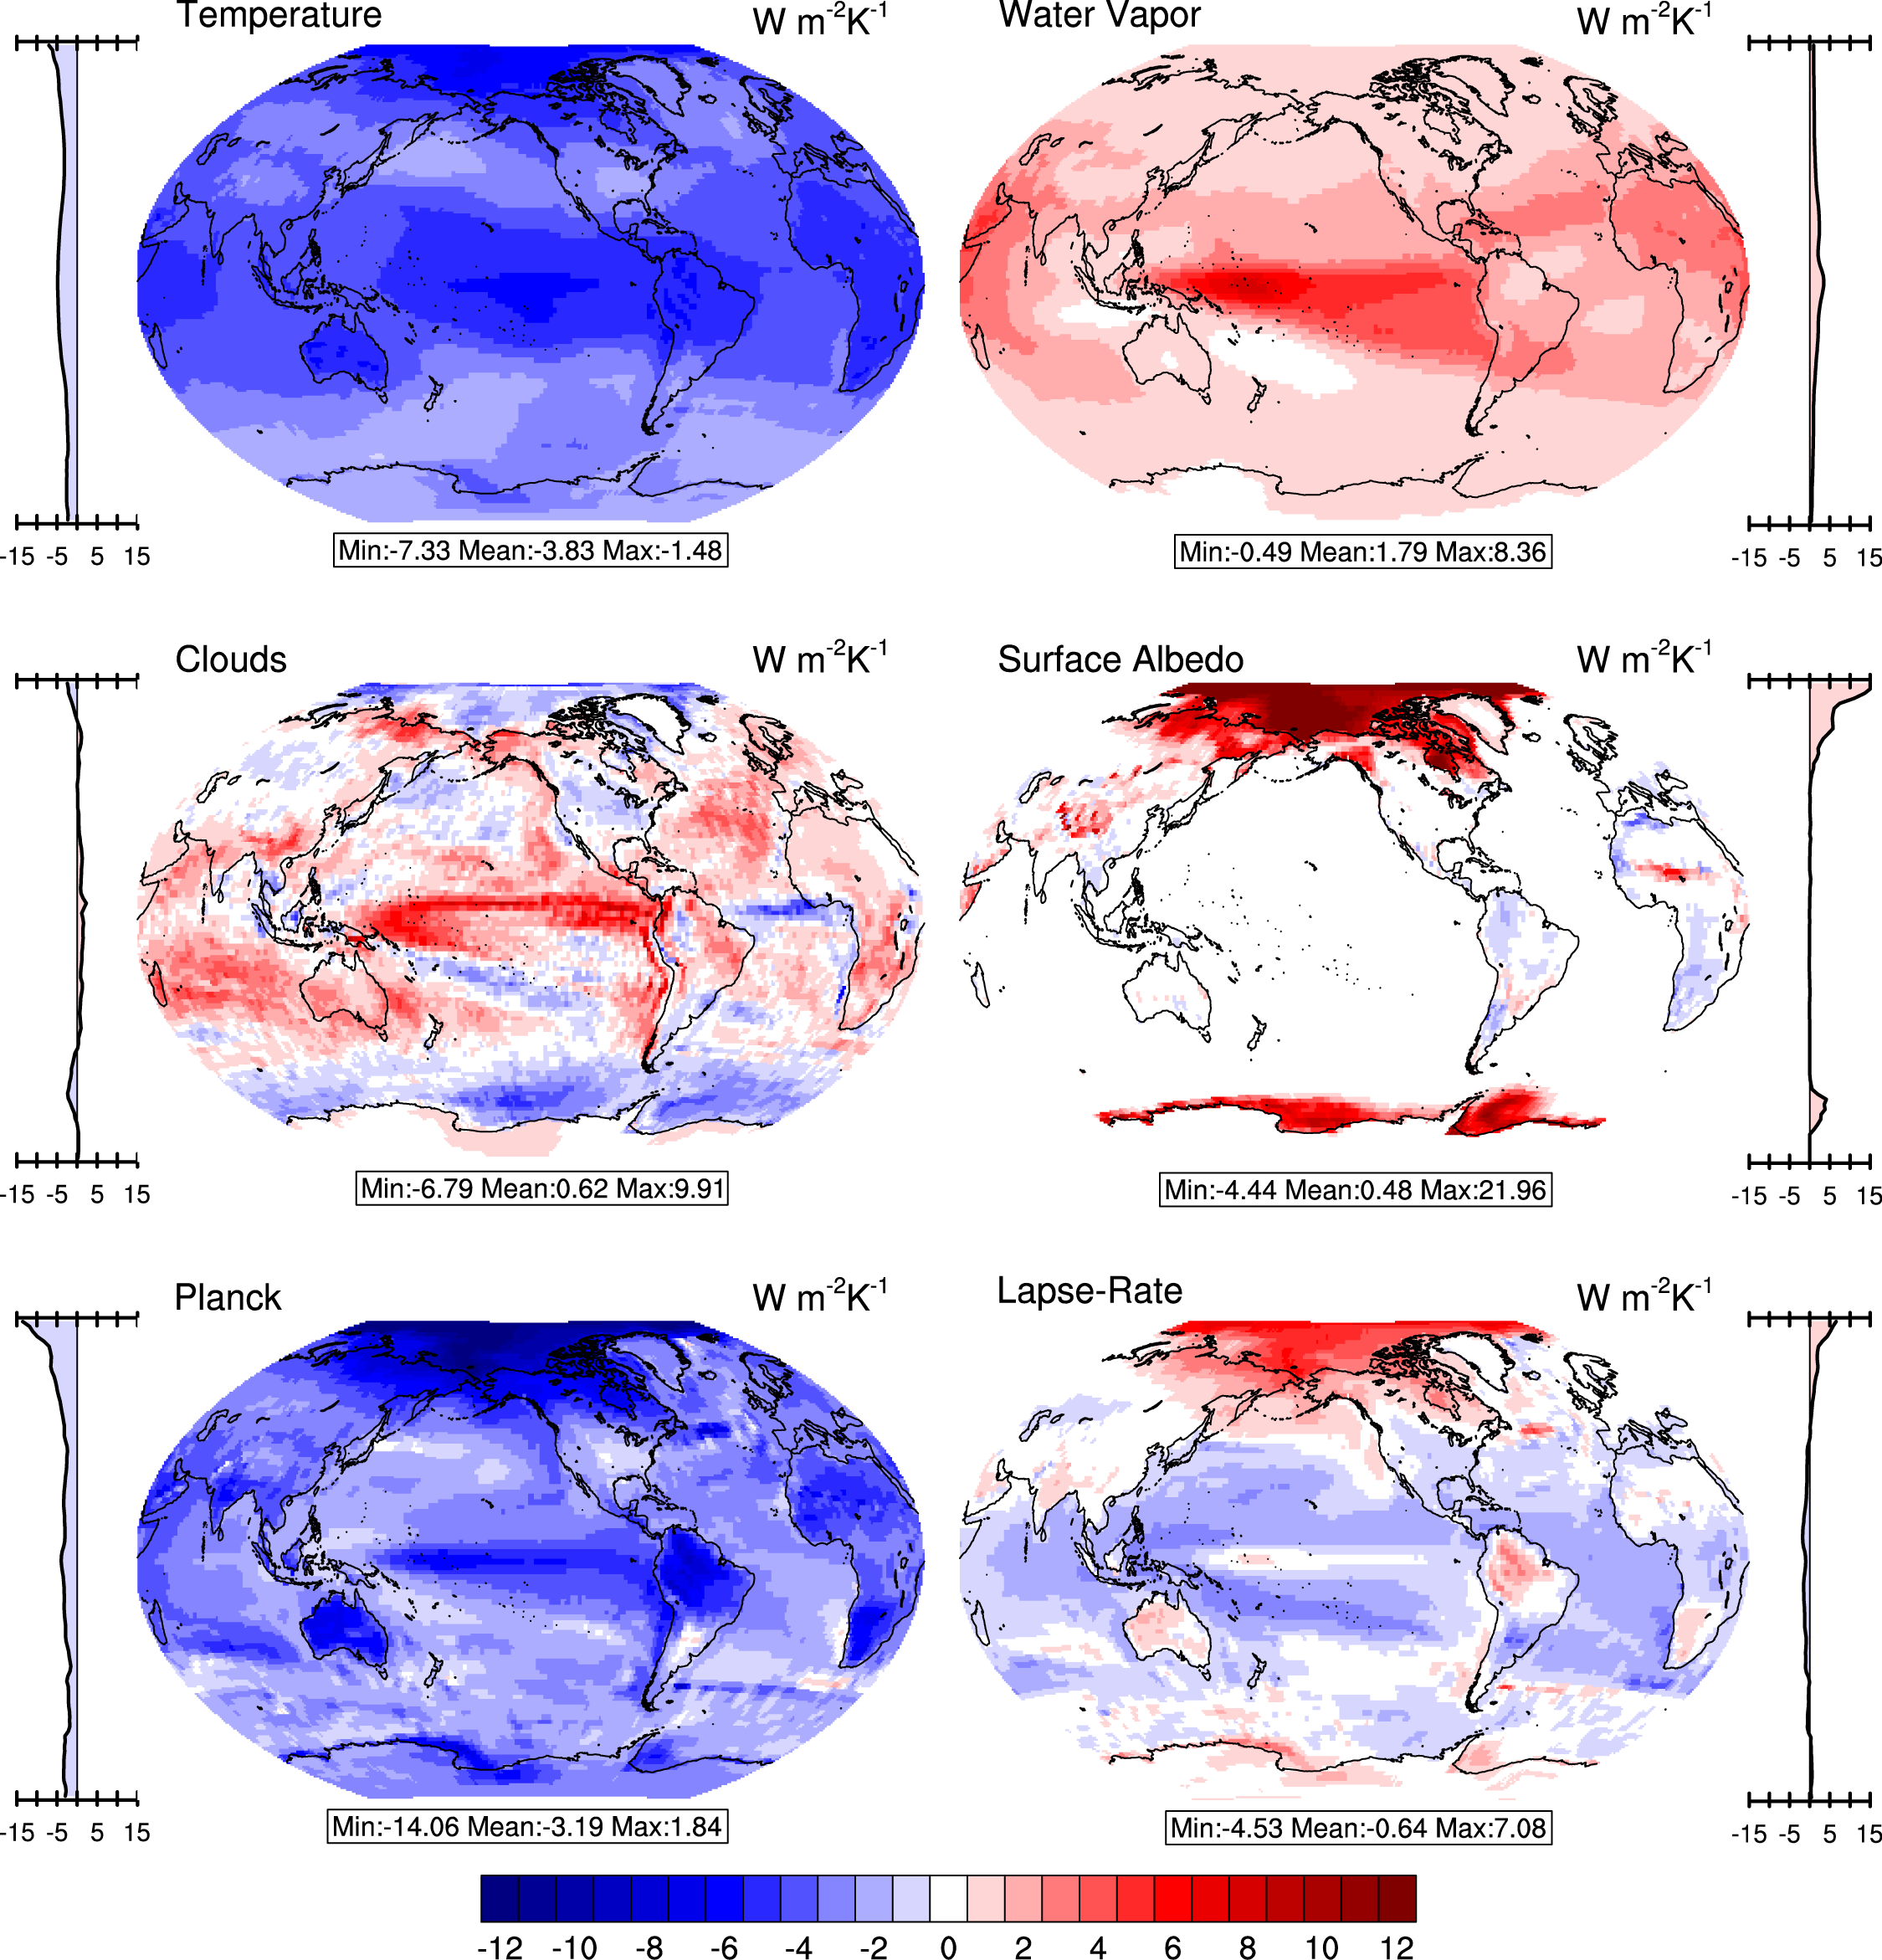 Temperature W m-2K-1 Water Vapor W m-2K-1
-15 -5 5 15 Min:-7.33 Mean:-3.83 Max:-1.48 Min:-0.49 Mean:1.79 Max:8.36 -15 -5 5 15
Clouds W m-2K-1 Surface Albedo W m-2K-1
-15 -5 5 15 Min:-6.79 Mean:0.62 Max:9.91 Min:-4.44 Mean:0.48 Max:21.96 -15 -5 5 15
Planck W m-2K-1 Lapse-Rate W m-2K-1
-15 -5 5 15 Min:-14.06 Mean:-3.19 Max:1.84 Min:-4.53 Mean:-0.64 Max:7.08 -15 -5 5 15
-12 -10 -8 -6 -4 -2 0 2 4 6 8 10 12